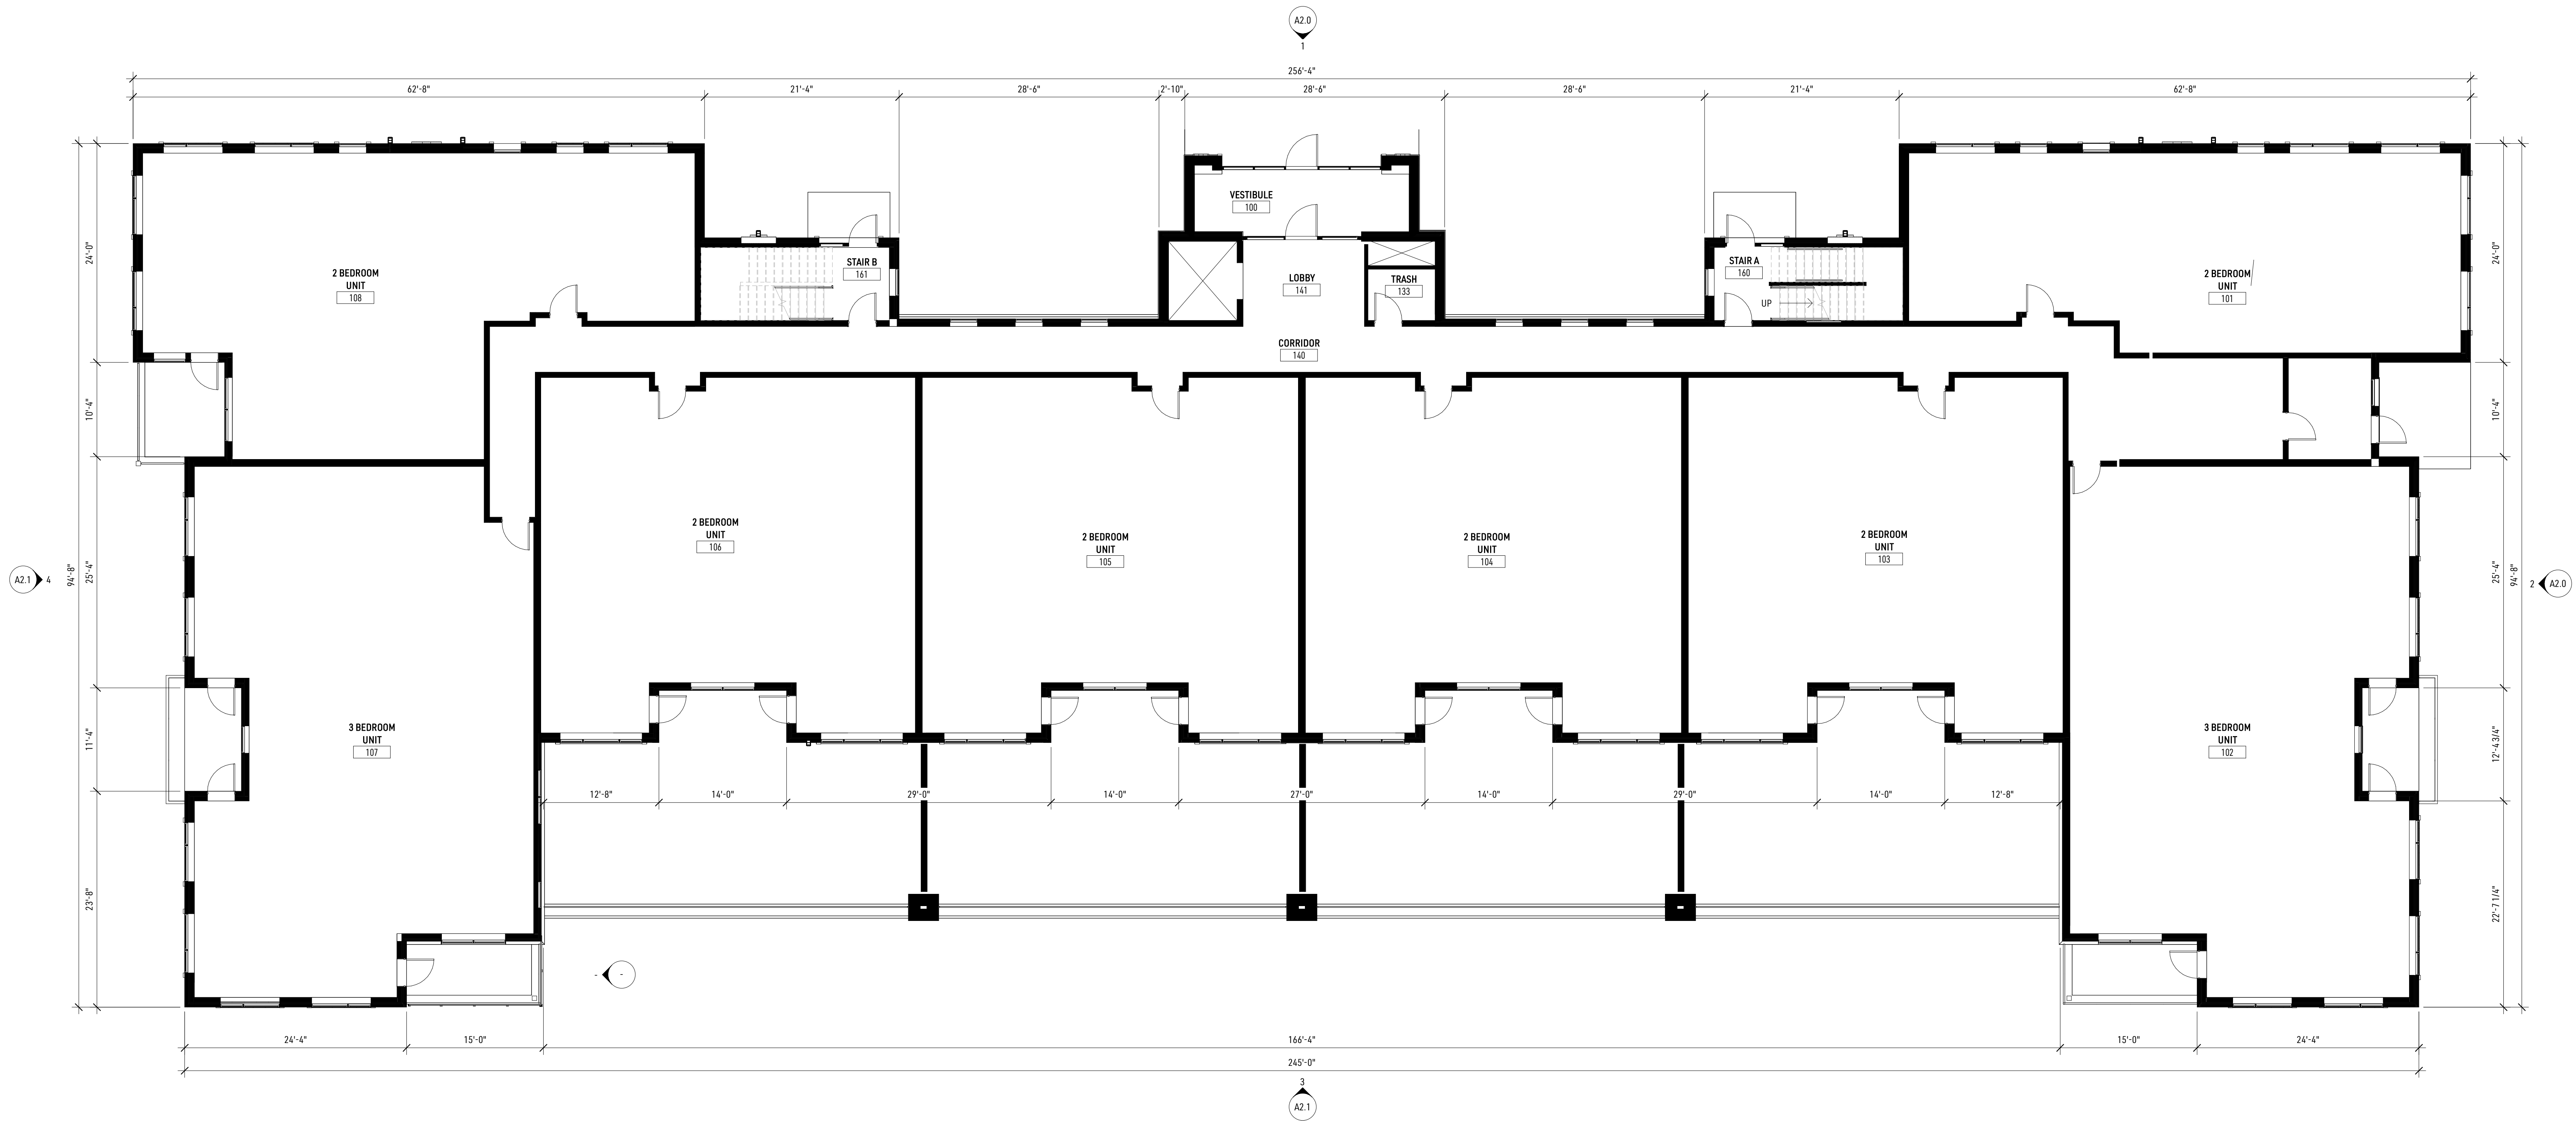 A2.0
1
256'-4"
62'-8"
21'-4"
28'-6"
2'-10"
28'-6"
28'-6"
21'-4"
62'-8"
VESTIBULE
100
24'-0"
2 BEDROOM
UNIT
108
STAIR B
161
LOBBY
141
TRASH
133
STAIR A
160
UP
2 BEDROOM
UNIT
101
24'-0"
CORRIDOR
140
10'-4"
10'-4"
2 BEDROOM
UNIT
106
2 BEDROOM
UNIT
105
2 BEDROOM
UNIT
104
2 BEDROOM
UNIT
103
A2.1
4
94'-8"
25'-4"
25'-4"
94'-8"
2
A2.0
11'-4"
3 BEDROOM
UNIT
107
3 BEDROOM
UNIT
102
12'-4 3/4"
12'-8"
14'-0"
29'-0"
14'-0"
27'-0"
14'-0"
29'-0"
14'-0"
12'-8"
23'-8"
22'-7 1/4"
-
-
24'-4"
15'-0"
166'-4"
15'-0"
24'-4"
245'-0"
3
A2.1